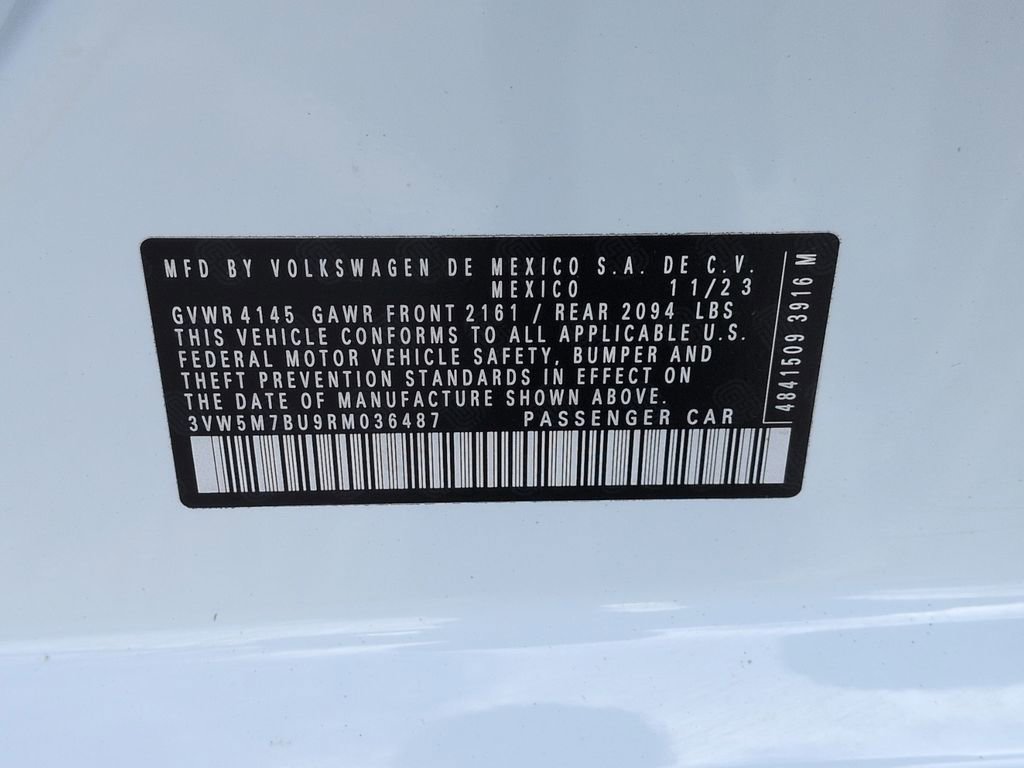 MFD BY VOLKSWAGEN DE MEXICO S.A. DE C.V.
MEXICO 11/23
GVWR 4145 GAWR FRONT 2161 / REAR 2094 LBS
THIS VEHICLE CONFORMS TO ALL APPLICABLE U.S.
FEDERAL MOTOR VEHICLE SAFETY, BUMPER AND
THEFT PREVENTION STANDARDS IN EFFECT ON
THE DATE OF MANUFACTURE SHOWN ABOVE.
3VW5M7BU9RM036487 PASSENGER CAR
4841509 3916 M